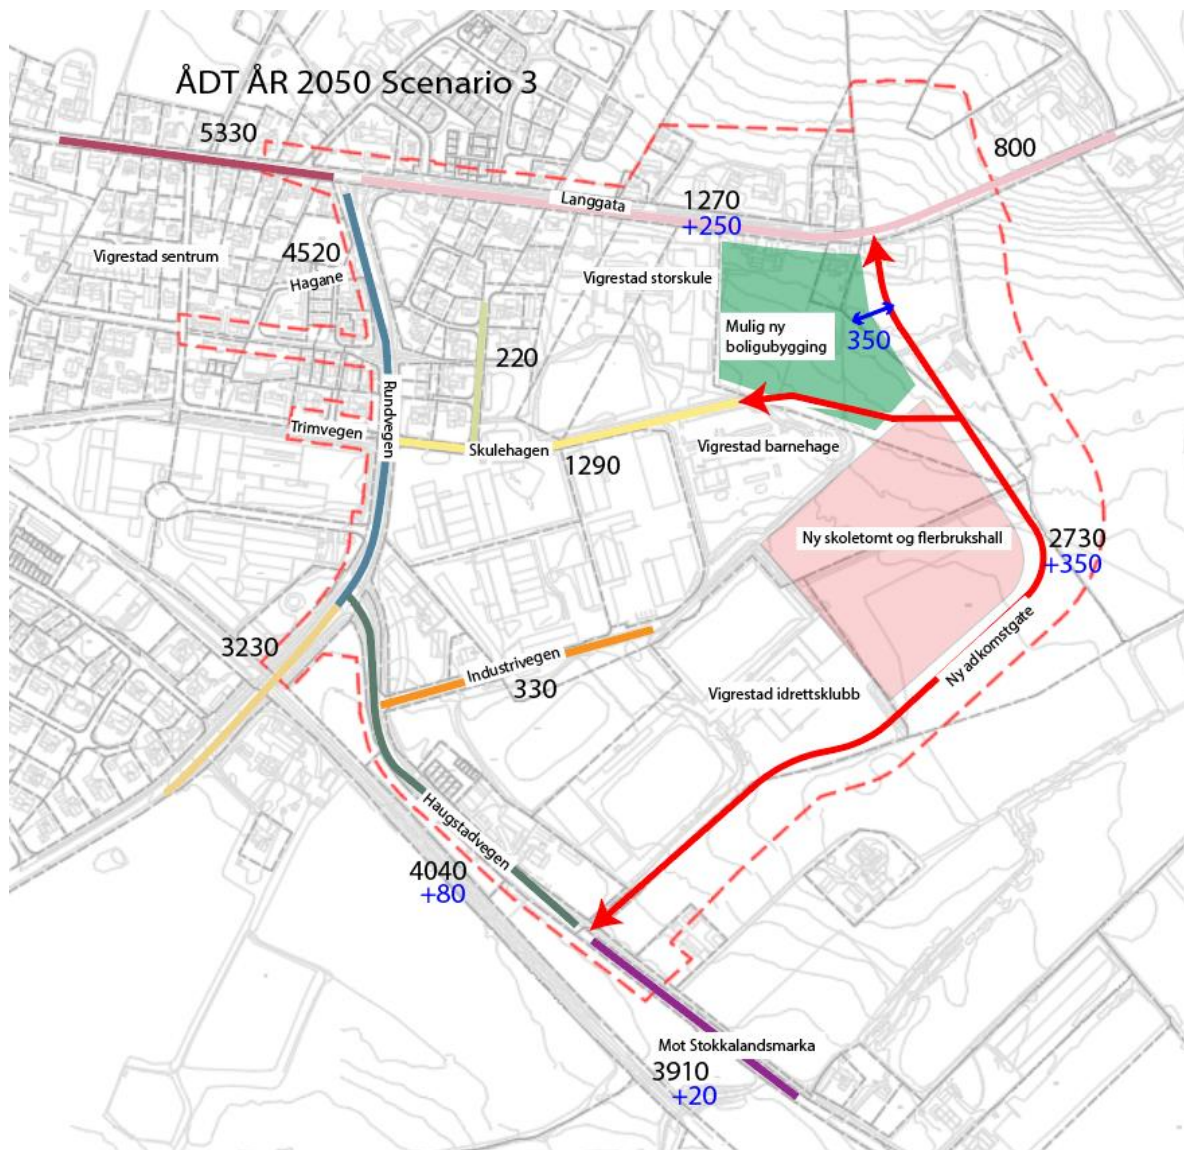 ÅDT ÅR 2050 Scenario 3
5330
800
1270
+250
Langgata
4520
Vigrestad sentrum
Hagane
Vigrestad storskule
Mulig ny
boligubygging
350
220
Rundvegen
Trimvegen
Skulehagen
1290
Vigrestad barnehage
Ny skoletomt og flerbrukshall
2730
+350
3230
Industrivegen
330
Ny adkomstgate
Vigrestad idrettsklubb
Haugstadvegen
4040
+80
Mot Stokkalandsmarka
3910
+20